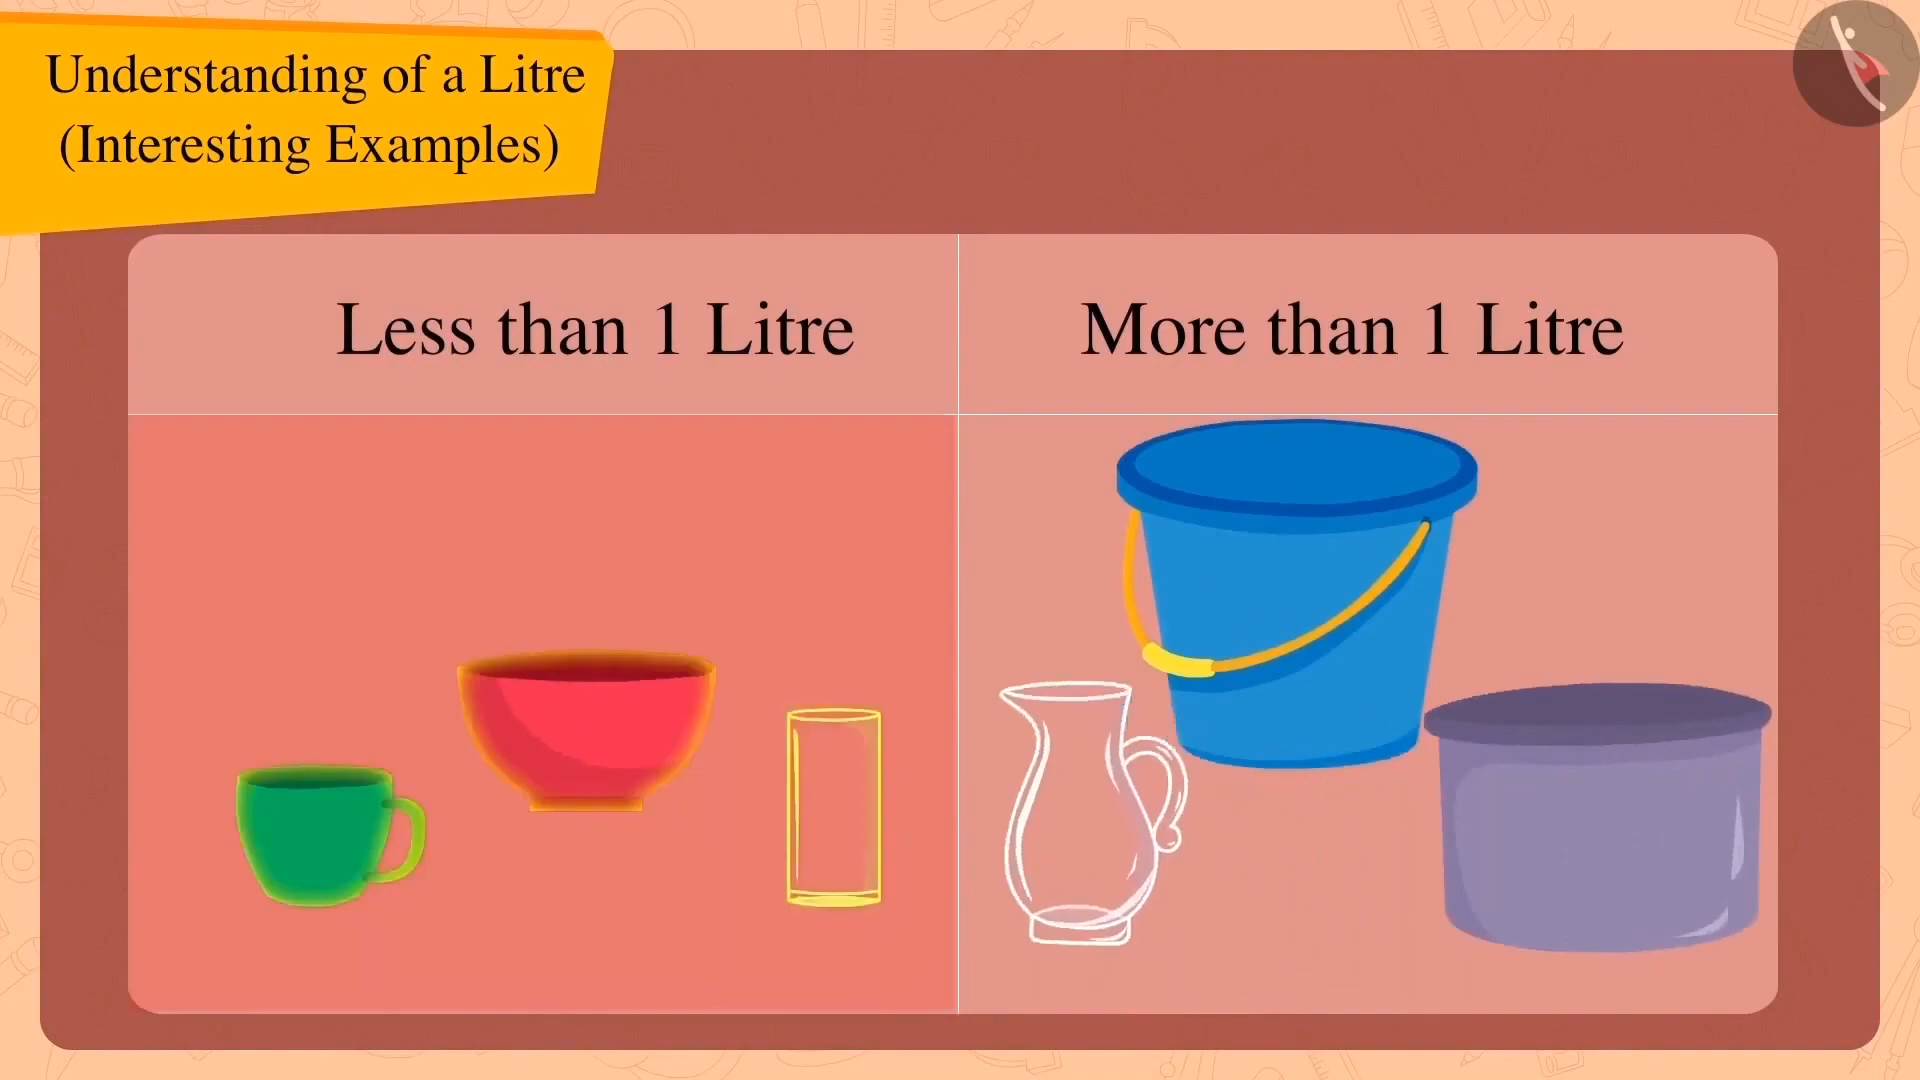 Understanding of a Litre
(Interesting Examples)
Less than 1 Litre
More than 1 Litre